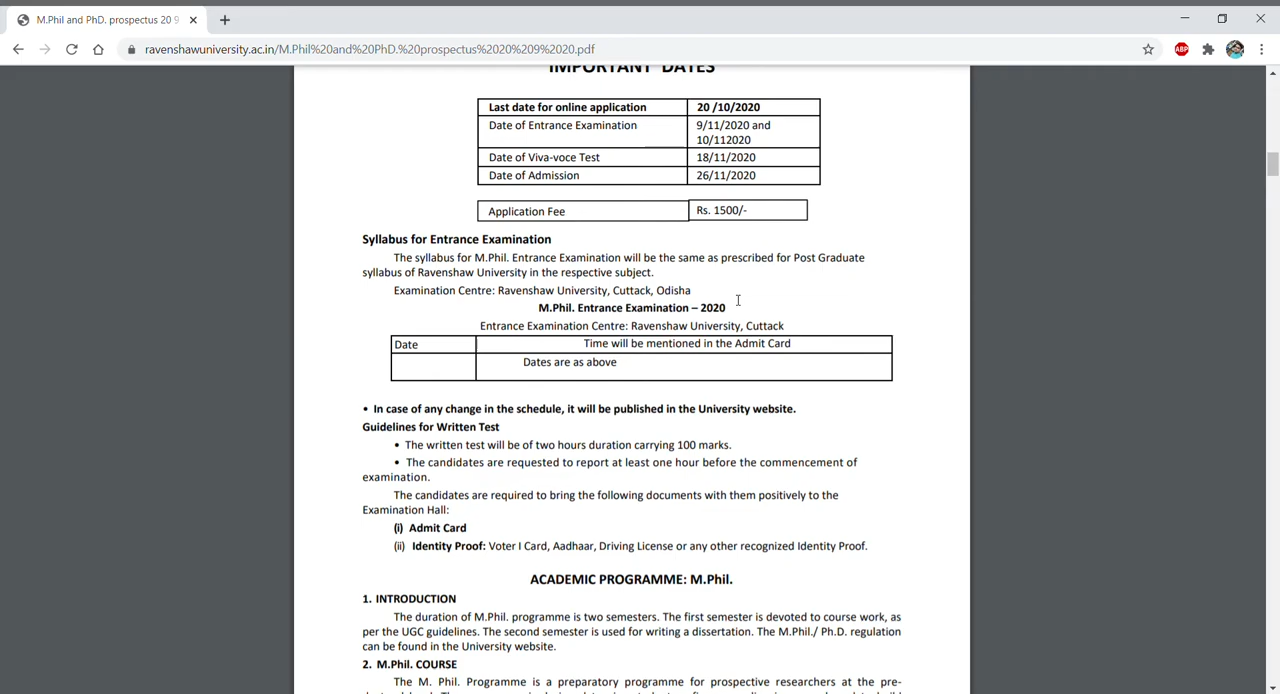 M.Phil and PhD. prospectus 20 9
ravenshawuniversity.ac.in/M.Phil%20and%20PhD.%20prospectus%2020%209%2020.pdf
ABP
IMPORTANT DATES
Last date for online application 20 /10/2020
Date of Entrance Examination 9/11/2020 and
10/112020
Date of Viva-voce Test 18/11/2020
Date of Admission 26/11/2020
Application Fee Rs. 1500/-
Syllabus for Entrance Examination
The syllabus for M.Phil. Entrance Examination will be the same as prescribed for Post Graduate
syllabus of Ravenshaw University in the respective subject.
Examination Centre: Ravenshaw University, Cuttack, Odisha
M.Phil. Entrance Examination – 2020
Entrance Examination Centre: Ravenshaw University, Cuttack
Date Time will be mentioned in the Admit Card
Dates are as above
• In case of any change in the schedule, it will be published in the University website.
Guidelines for Written Test
• The written test will be of two hours duration carrying 100 marks.
• The candidates are requested to report at least one hour before the commencement of
examination.
The candidates are required to bring the following documents with them positively to the
Examination Hall:
(i) Admit Card
(ii) Identity Proof: Voter I Card, Aadhaar, Driving License or any other recognized Identity Proof.
ACADEMIC PROGRAMME: M.Phil.
1. INTRODUCTION
The duration of M.Phil. programme is two semesters. The first semester is devoted to course work, as
per the UGC guidelines. The second semester is used for writing a dissertation. The M.Phil./ Ph.D. regulation
can be found in the University website.
2. M.Phil. COURSE
The M. Phil. Programme is a preparatory programme for prospective researchers at the pre-